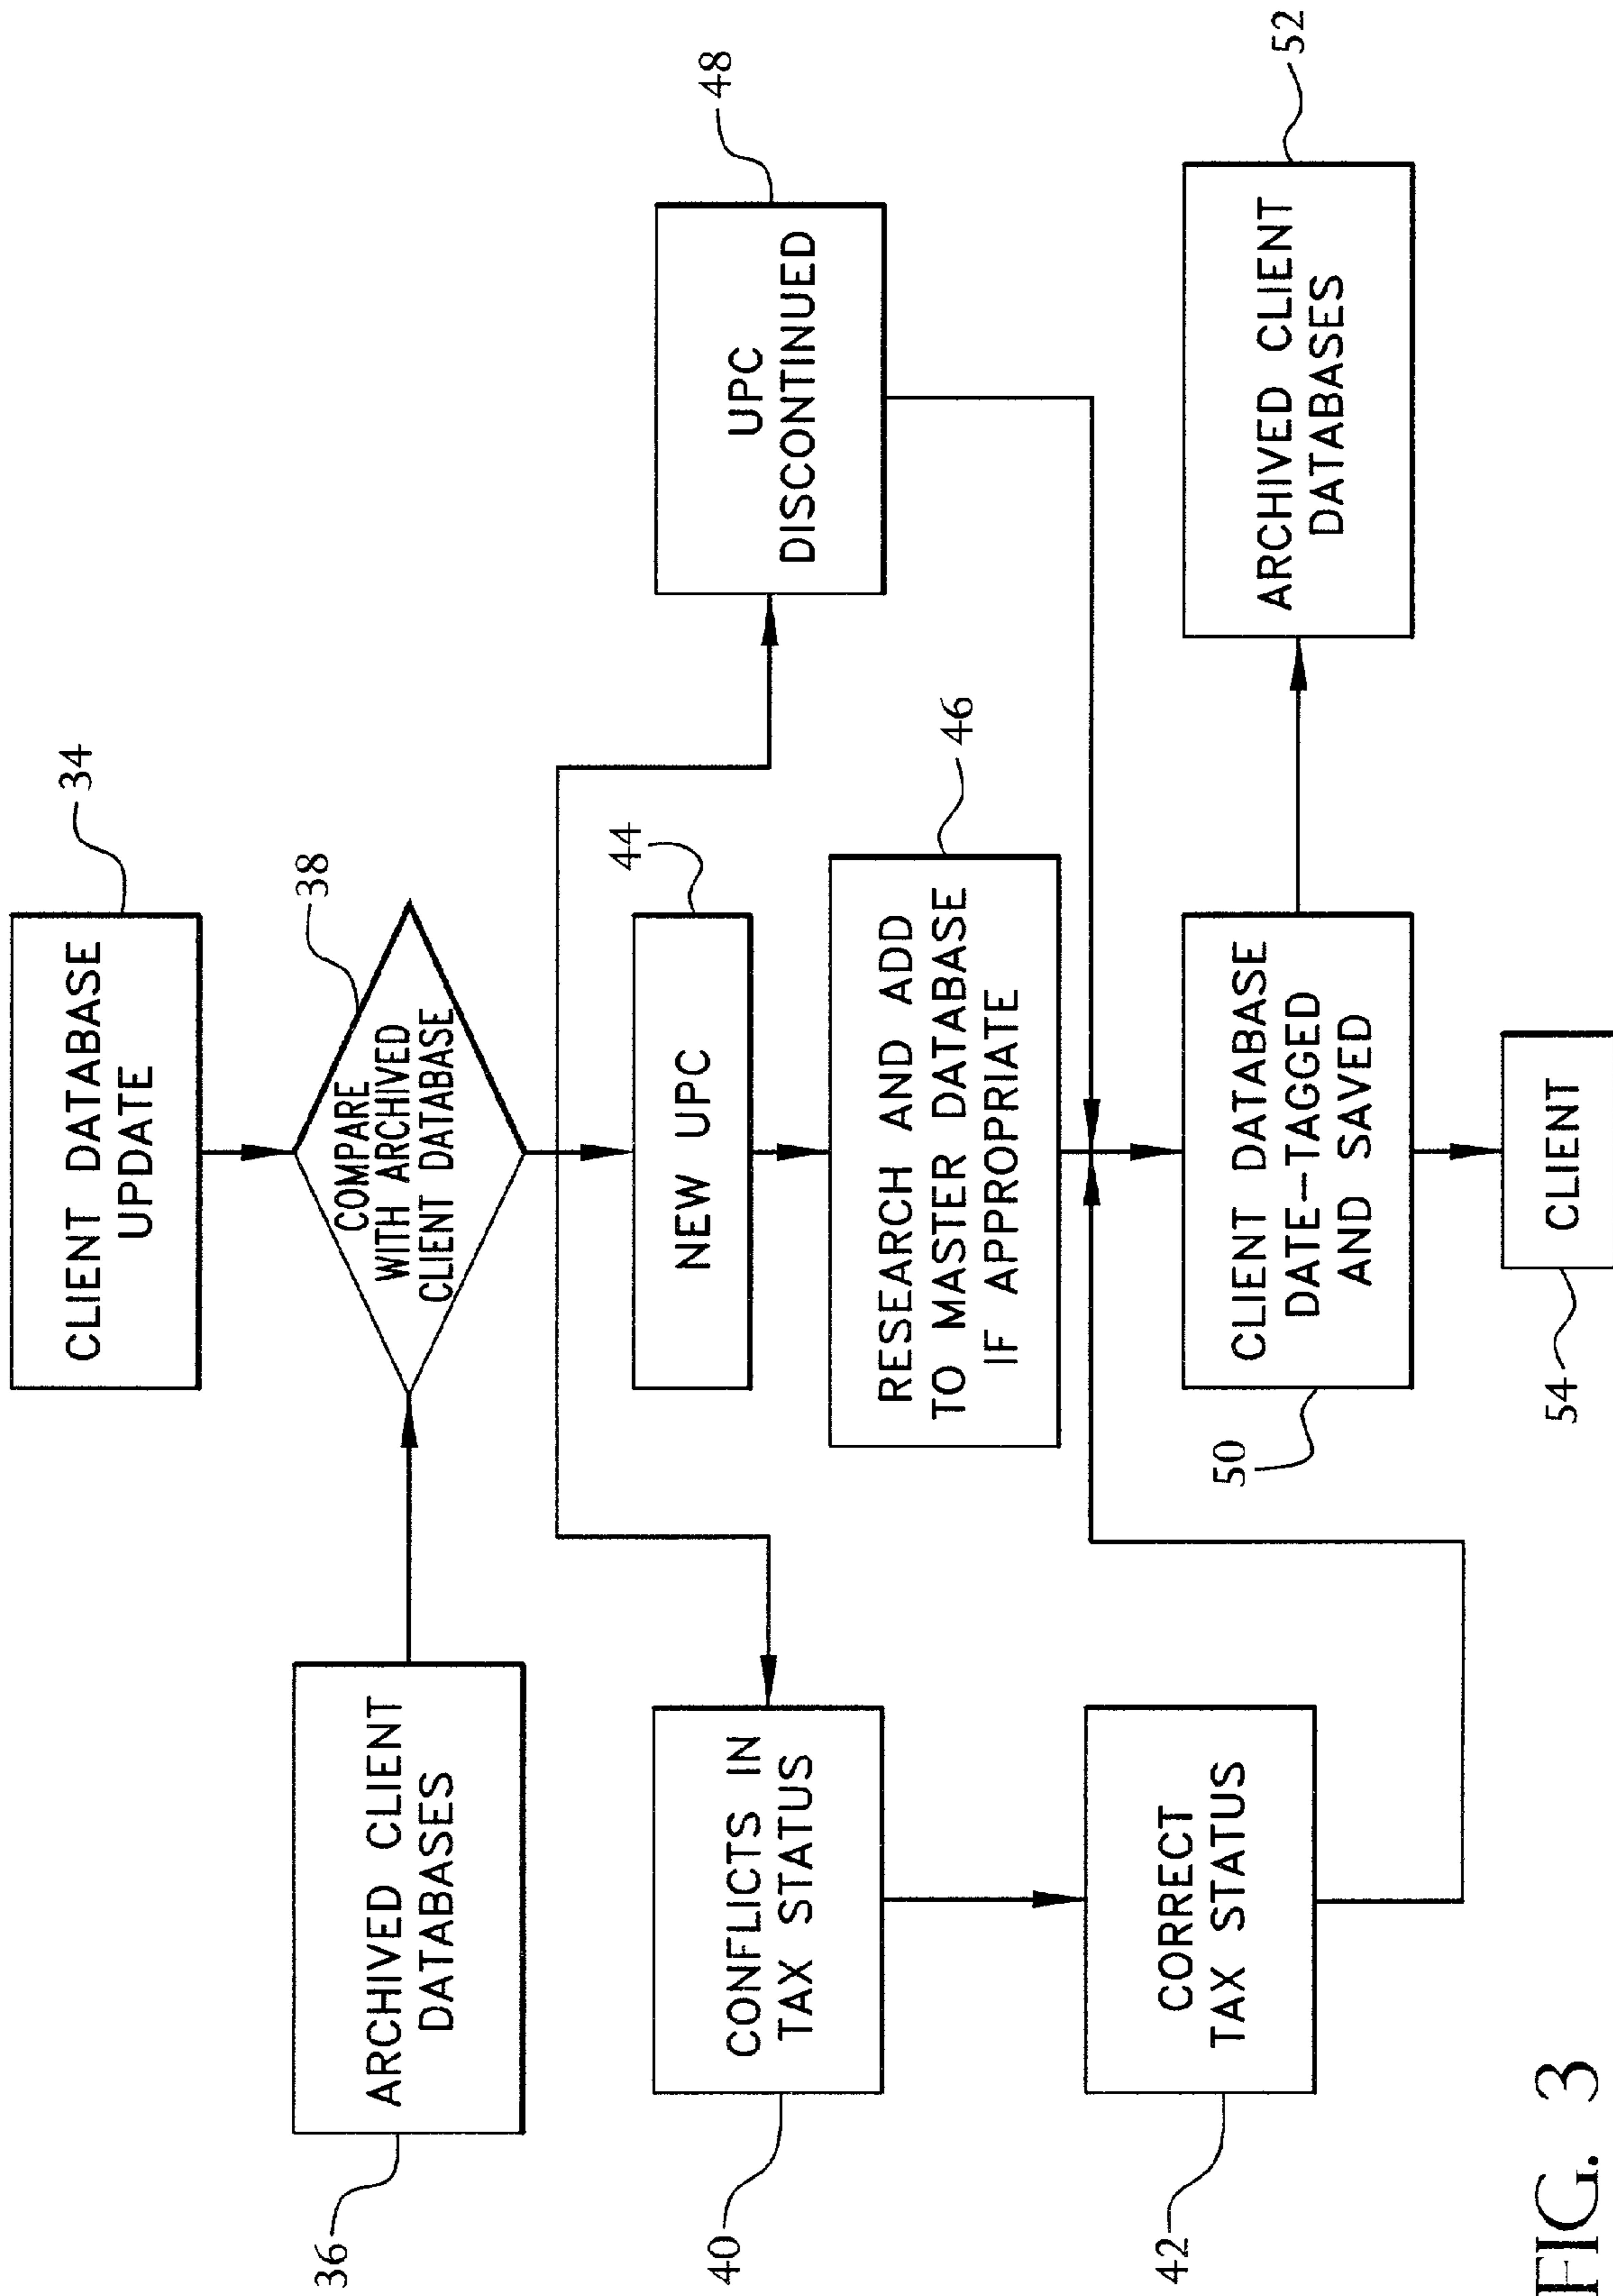 34
CLIENT DATABASE
UPDATE
38
COMPARE
WITH ARCHIVED
CLIENT DATABASE
36
ARCHIVED CLIENT
DATABASES
40
CONFLICTS IN
TAX STATUS
44
NEW UPC
48
UPC
DISCONTINUED
46
RESEARCH AND ADD
TO MASTER DATABASE
IF APPROPRIATE
42
CORRECT
TAX STATUS
50
CLIENT DATABASE
DATE-TAGGED
AND SAVED
52
ARCHIVED CLIENT
DATABASES
54
CLIENT
FIG. 3